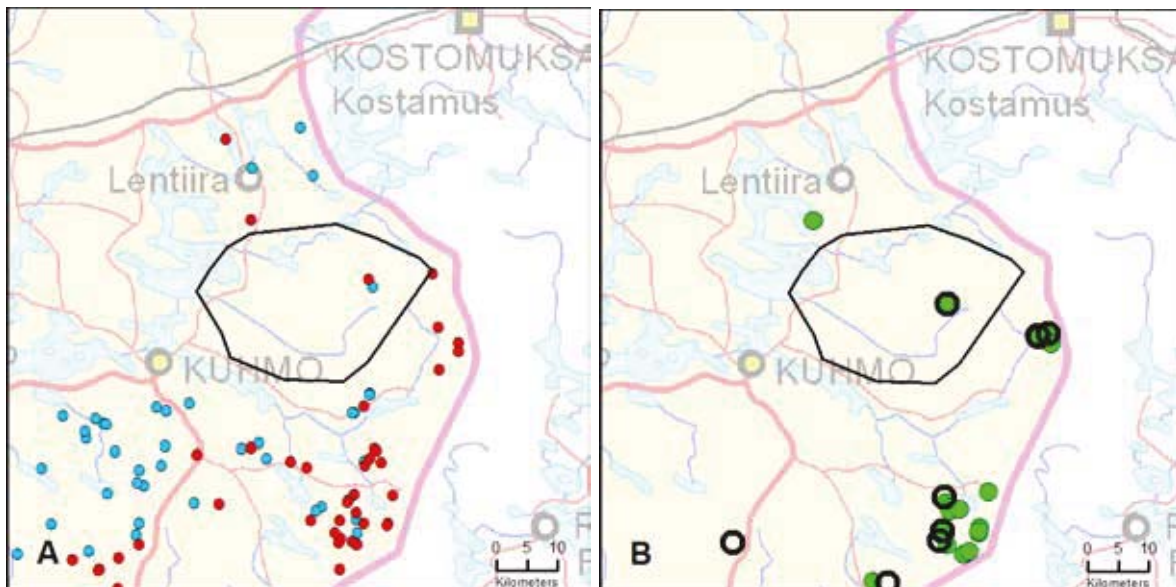 KOSTOMUKSA
Kostamus
Lentiira
KUHMO
A
0 5 10
Kilometers
KOSTOMUKSA
Kostamus
Lentiira
KUHMO
B
0 5 10
Kilometers